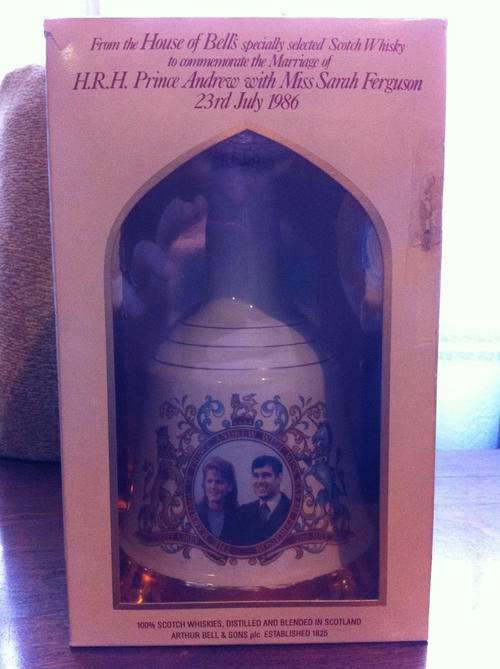 From the House of Bell's specially selected Scotch Whisky
to commemorate the Marriage of
H.R.H. Prince Andrew with Miss Sarah Ferguson
23rd July 1986
100% SCOTCH WHISKIES, DISTILLED AND BLENDED IN SCOTLAND
ARTHUR BELL & SONS plc ESTABLISHED 1825